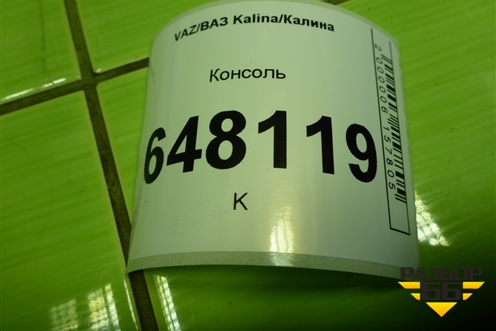 VAZ/ВАЗ Kalina/Калина
Консоль
648119
К
2000006157805
РАЗБОР
66